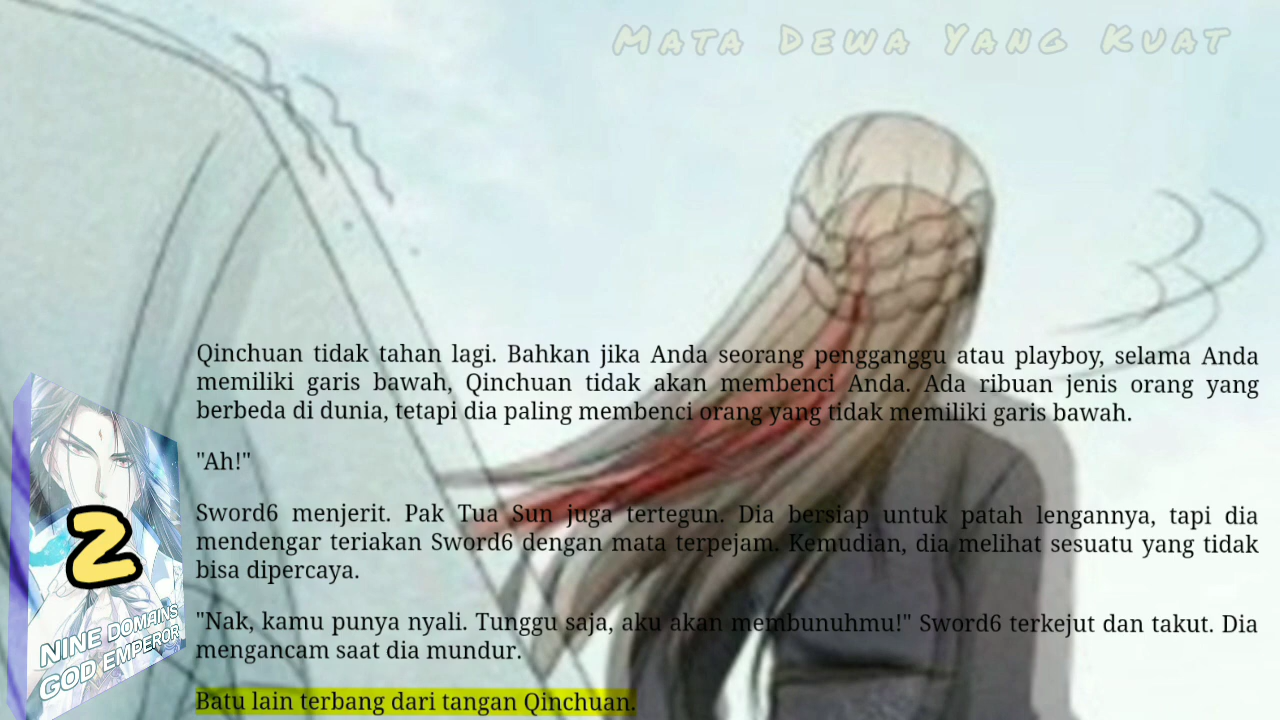 Mata Dewa Yang Kuat
Qinchuan tidak tahan lagi. Bahkan jika Anda seorang pengganggu atau playboy, selama Anda
memiliki garis bawah, Qinchuan tidak akan membenci Anda. Ada ribuan jenis orang yang
berbeda di dunia, tetapi dia paling membenci orang yang tidak memiliki garis bawah.
"Ah!"
Sword6 menjerit. Pak Tua Sun juga tertegun. Dia bersiap untuk patah lengannya, tapi dia
mendengar teriakan Sword6 dengan mata terpejam. Kemudian, dia melihat sesuatu yang tidak
bisa dipercaya.
"Nak, kamu punya nyali. Tunggu saja, aku akan membunuhmu!" Sword6 terkejut dan takut. Dia
mengancam saat dia mundur.
Batu lain terbang dari tangan Qinchuan.
2
NINE DOMAINS
GOD EMPEROR